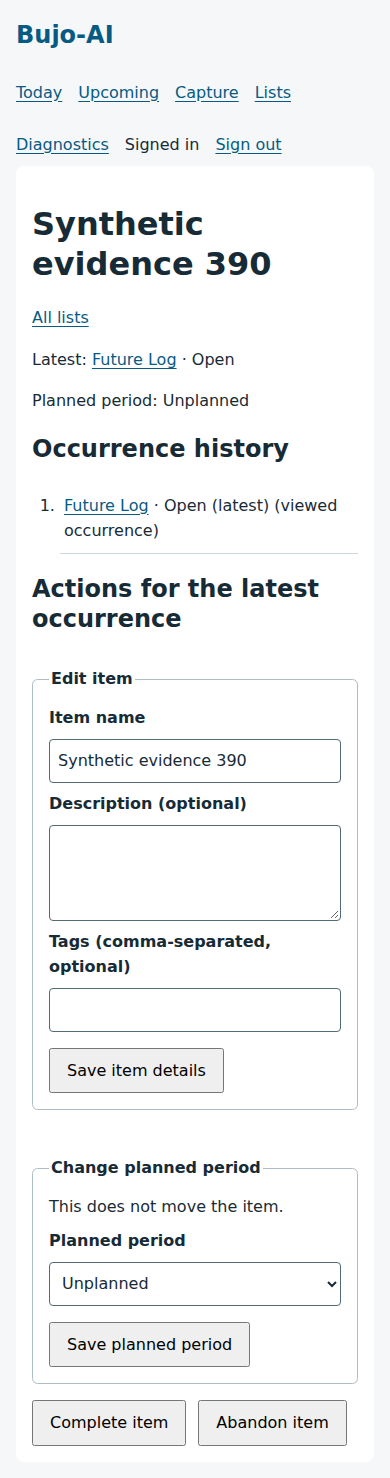 Bujo-AI
Today Upcoming Capture Lists
Diagnostics Signed in Sign out
Synthetic
evidence 390
All lists
Latest: Future Log · Open
Planned period: Unplanned
Occurrence history
1. Future Log · Open (latest) (viewed
occurrence)
Actions for the latest
occurrence
Edit item
Item name
Synthetic evidence 390
Description (optional)
Tags (comma-separated,
optional)
Save item details
Change planned period
This does not move the item.
Planned period
Unplanned
Save planned period
Complete item Abandon item